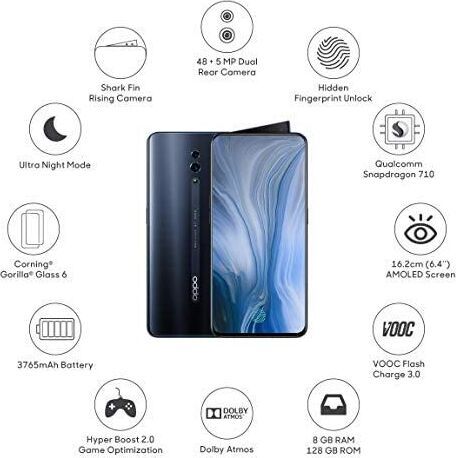 48 + 5 MP Dual
Rear Camera
Shark Fin
Rising Camera
Hidden
Fingerprint Unlock
Ultra Night Mode
Qualcomm
Snapdragon 710
Corning®
Gorilla® Glass 6
16.2cm (6.4”)
AMOLED Screen
oppo
3765mAh Battery
VOOC
VOOC Flash
Charge 3.0
Hyper Boost 2.0
Game Optimization
DOLBY
ATMOS
Dolby Atmos
8 GB RAM
128 GB ROM